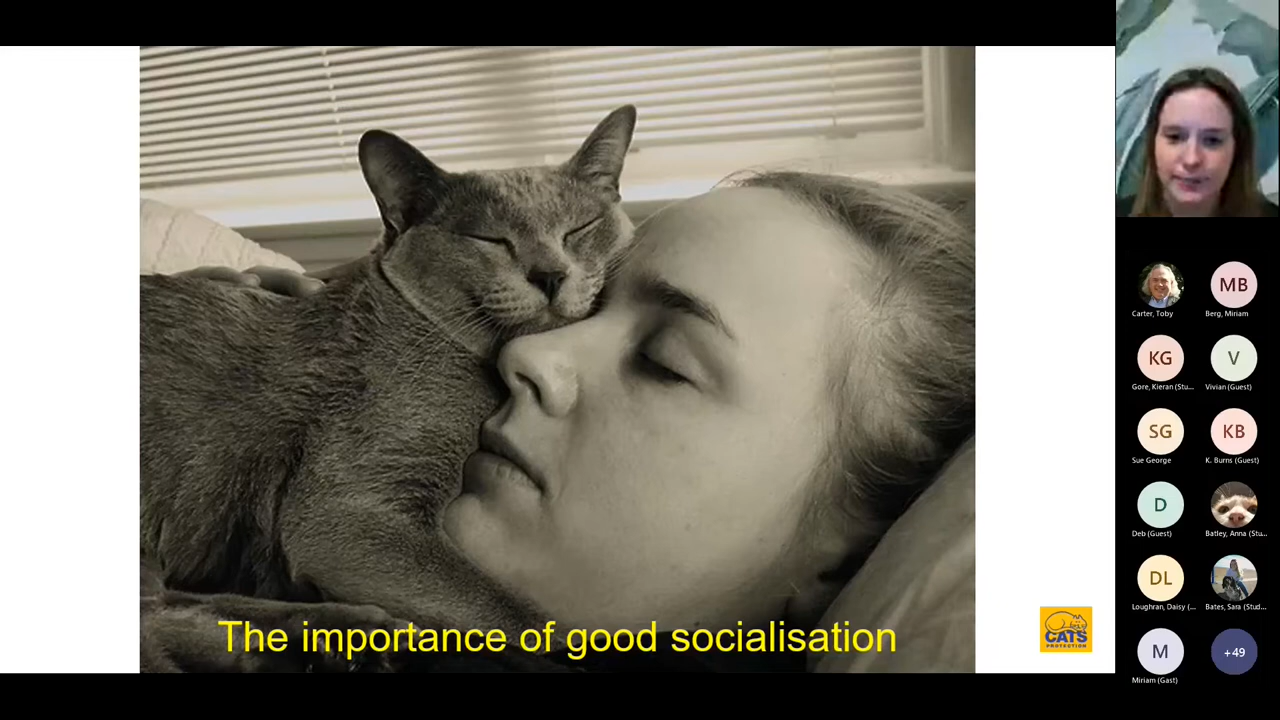 The importance of good socialisation
CATS
PROTECTION
Carter, Toby
MB
Berg, Miriam
KG
Gore, Kieran (Stu...
V
Vivian (Guest)
SG
Sue George
KB
K. Burns (Guest)
D
Deb (Guest)
Batley, Anna (Stu...
DL
Loughran, Daisy (...
Bates, Sara (Stud...
M
Miriam (Gast)
+49